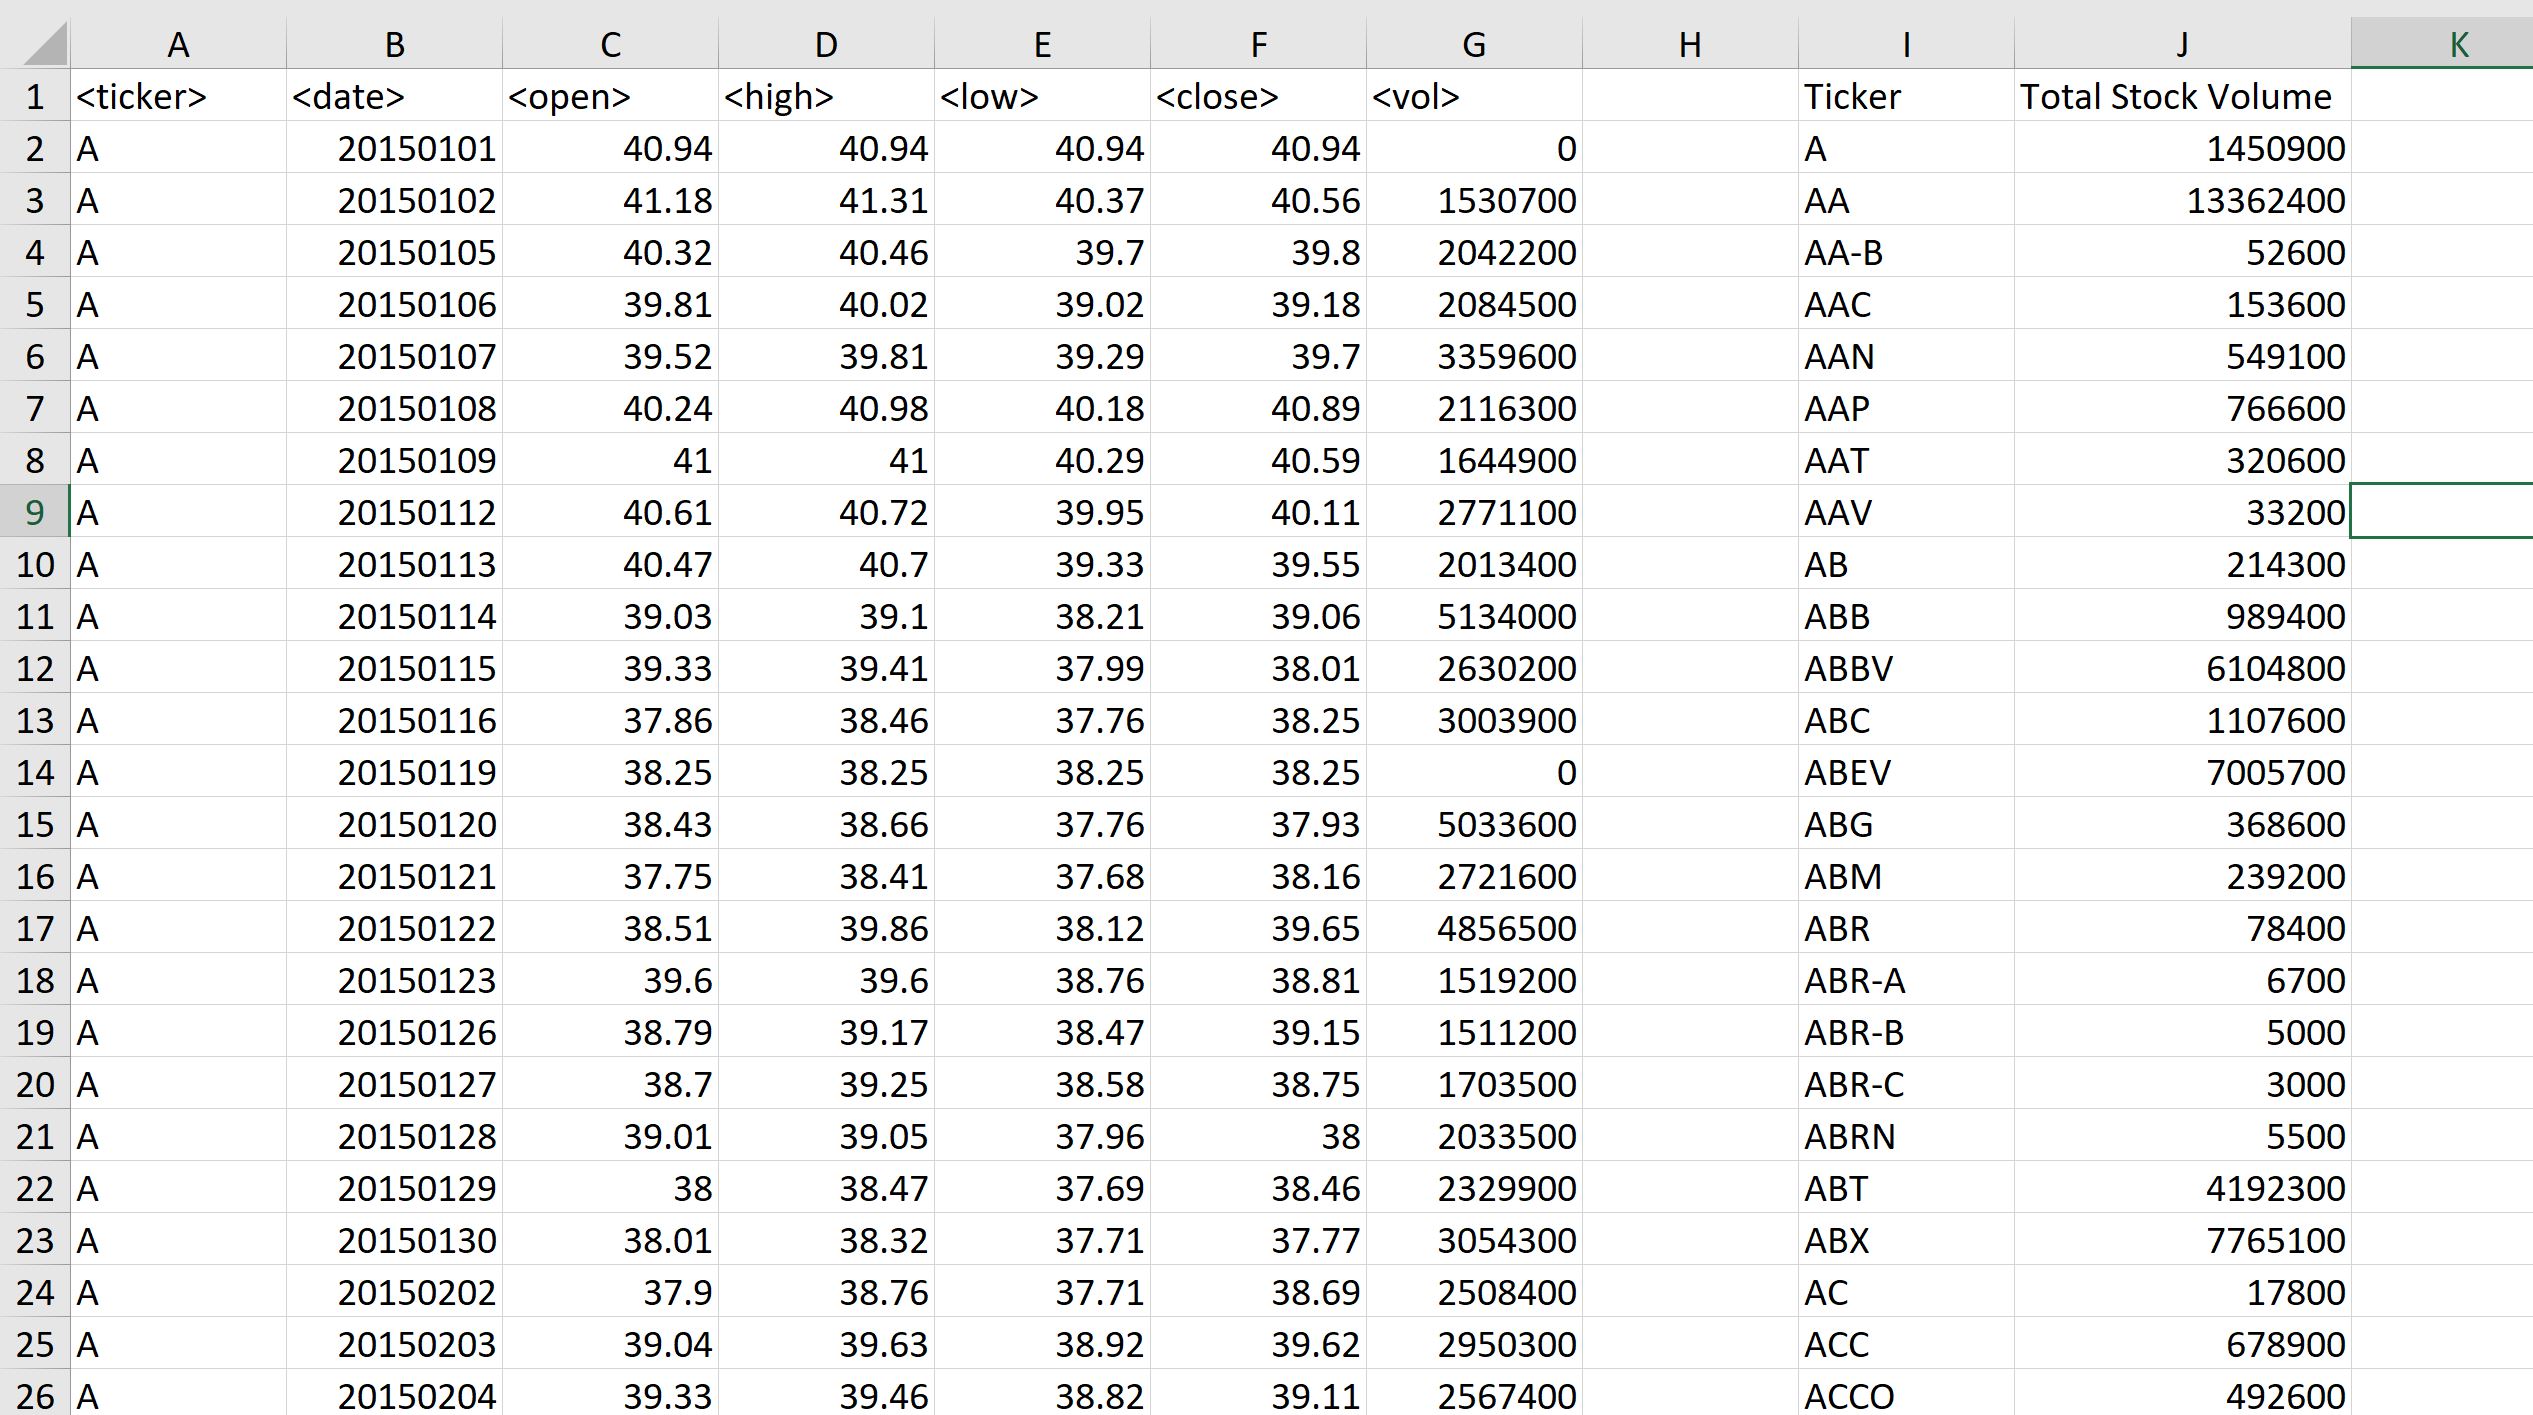 A B C D E F G H I J K
1 <ticker> <date> <open> <high> <low> <close> <vol> Ticker Total Stock Volume
2 A 20150101 40.94 40.94 40.94 40.94 0 A 1450900
3 A 20150102 41.18 41.31 40.37 40.56 1530700 AA 13362400
4 A 20150105 40.32 40.46 39.7 39.8 2042200 AA-B 52600
5 A 20150106 39.81 40.02 39.02 39.18 2084500 AAC 153600
6 A 20150107 39.52 39.81 39.29 39.7 3359600 AAN 549100
7 A 20150108 40.24 40.98 40.18 40.89 2116300 AAP 766600
8 A 20150109 41 41 40.29 40.59 1644900 AAT 320600
9 A 20150112 40.61 40.72 39.95 40.11 2771100 AAV 33200
10 A 20150113 40.47 40.7 39.33 39.55 2013400 AB 214300
11 A 20150114 39.03 39.1 38.21 39.06 5134000 ABB 989400
12 A 20150115 39.33 39.41 37.99 38.01 2630200 ABBV 6104800
13 A 20150116 37.86 38.46 37.76 38.25 3003900 ABC 1107600
14 A 20150119 38.25 38.25 38.25 38.25 0 ABEV 7005700
15 A 20150120 38.43 38.66 37.76 37.93 5033600 ABG 368600
16 A 20150121 37.75 38.41 37.68 38.16 2721600 ABM 239200
17 A 20150122 38.51 39.86 38.12 39.65 4856500 ABR 78400
18 A 20150123 39.6 39.6 38.76 38.81 1519200 ABR-A 6700
19 A 20150126 38.79 39.17 38.47 39.15 1511200 ABR-B 5000
20 A 20150127 38.7 39.25 38.58 38.75 1703500 ABR-C 3000
21 A 20150128 39.01 39.05 37.96 38 2033500 ABRN 5500
22 A 20150129 38 38.47 37.69 38.46 2329900 ABT 4192300
23 A 20150130 38.01 38.32 37.71 37.77 3054300 ABX 7765100
24 A 20150202 37.9 38.76 37.71 38.69 2508400 AC 17800
25 A 20150203 39.04 39.63 38.92 39.62 2950300 ACC 678900
26 A 20150204 39.33 39.46 38.82 39.11 2567400 ACCO 492600